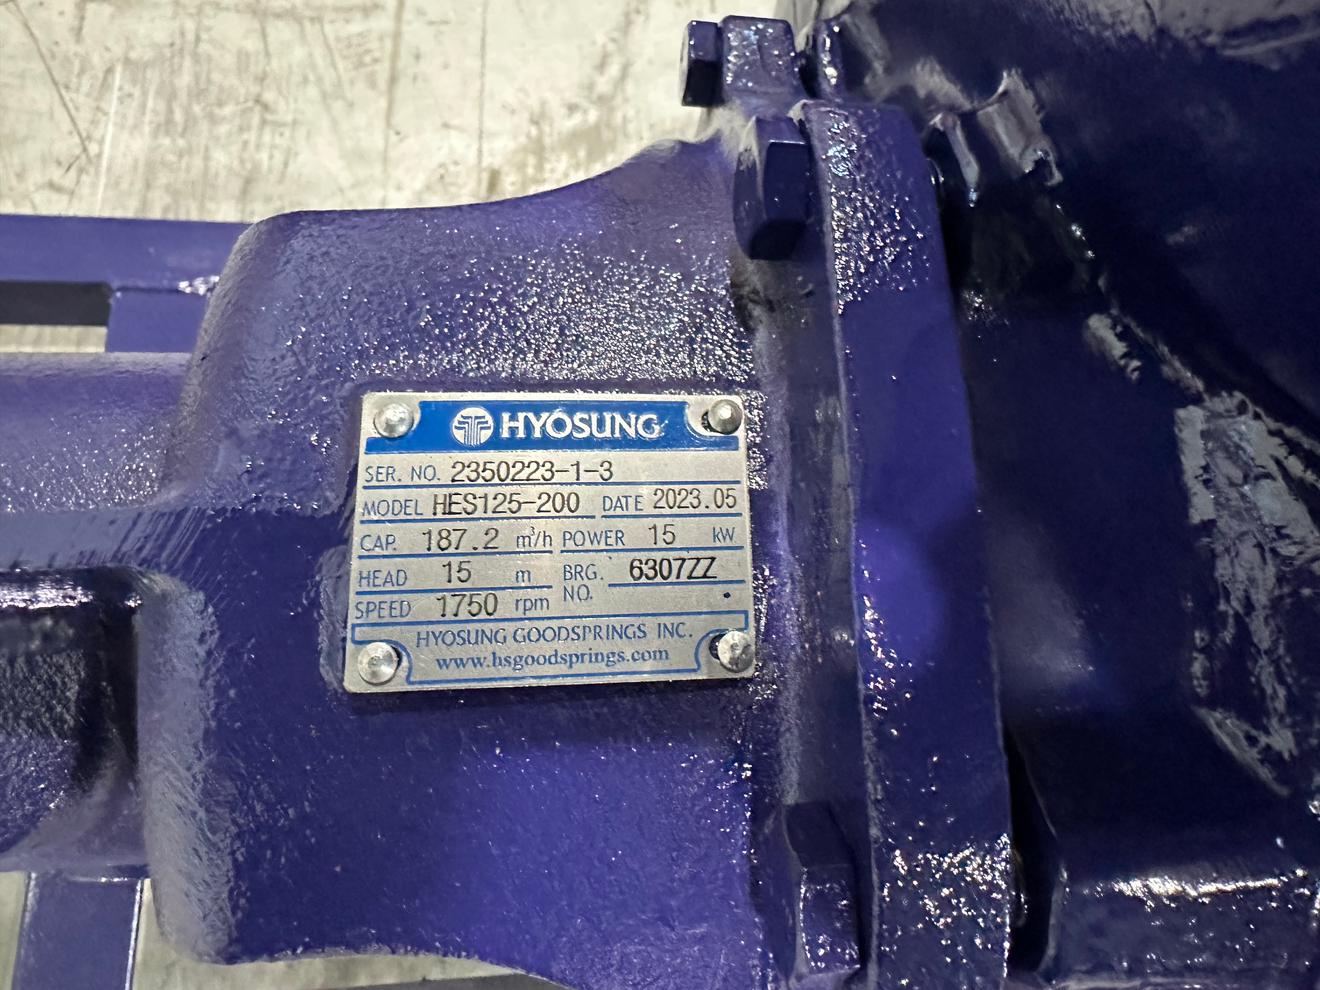 HYOSUNG
SER. NO. 2350223-1-3
MODEL HES125-200 DATE 2023.05
CAP. 187.2 m³/h POWER 15 kW
HEAD 15 m BRG. NO. 6307ZZ
SPEED 1750 rpm
HYOSUNG GOODSPRINGS INC.
www.hsgoodsprings.com